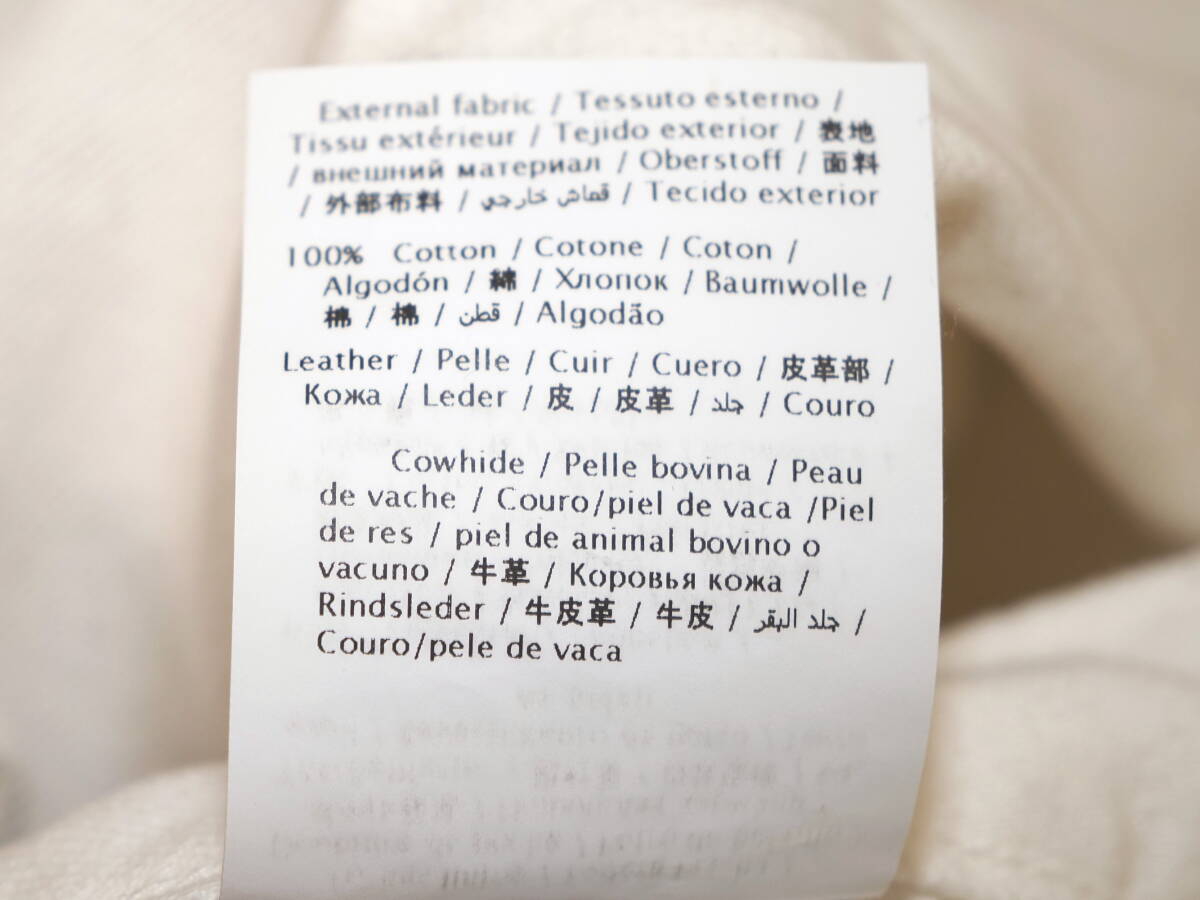 External fabric / Tessuto esterno /
Tissu extérieur / Tejido exterior / 表地
/ внешний материал / Oberstoff / 面料
/ 外部布料 / قماش خارجي / Tecido exterior
100% Cotton / Cotone / Coton /
Algodón / 綿 / Хлопок / Baumwolle /
棉 / 棉 / قطن / Algodão
Leather / Pelle / Cuir / Cuero / 皮革部 /
Кожа / Leder / 皮 / 皮革 / جلد / Couro
Cowhide / Pelle bovina / Peau
de vache / Couro/piel de vaca /Piel
de res / piel de animal bovino o
vacuno / 牛革 / Коровья кожа /
Rindsleder / 牛皮革 / 牛皮 / جلد البقر /
Couro/pele de vaca